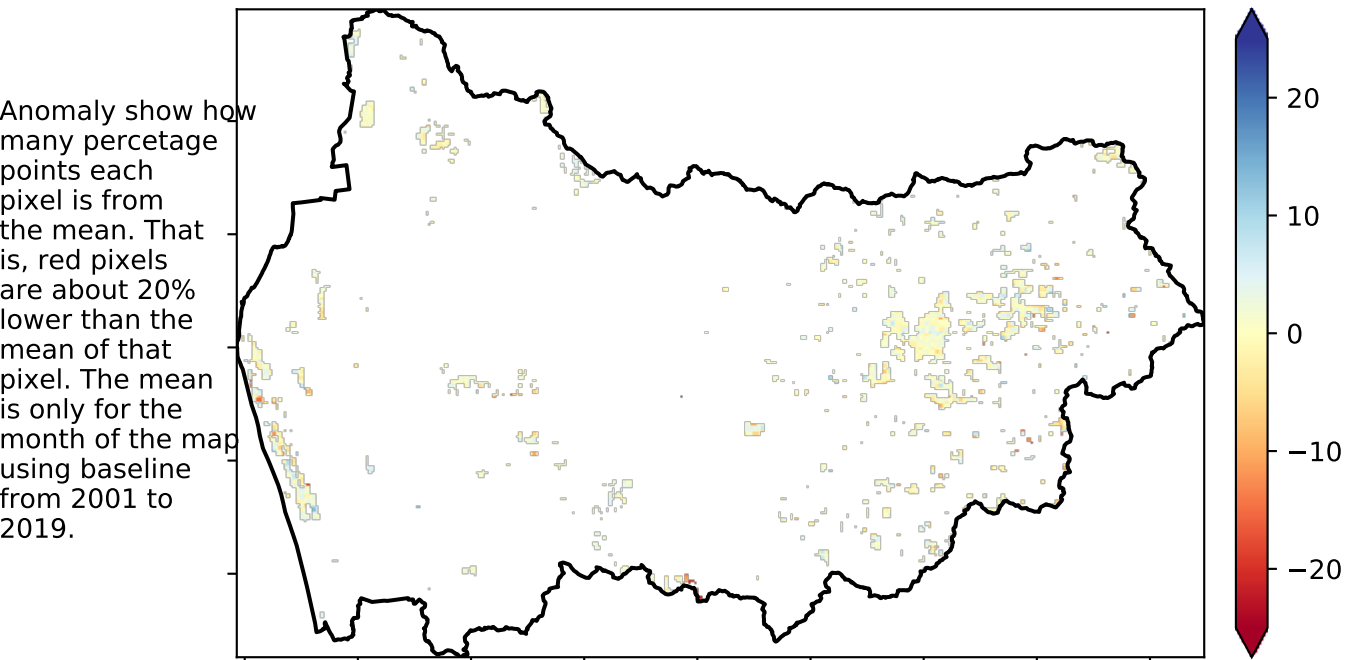 Anomaly show how
many percetage
points each
pixel is from
the mean. That
is, red pixels
are about 20%
lower than the
mean of that
pixel. The mean
is only for the
month of the map
using baseline
from 2001 to
2019.
20
10
0
−10
−20